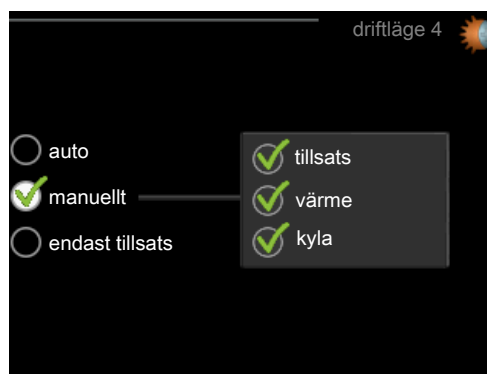 driftläge 4
auto
manuellt
endast tillsats
tillsats
värme
kyla